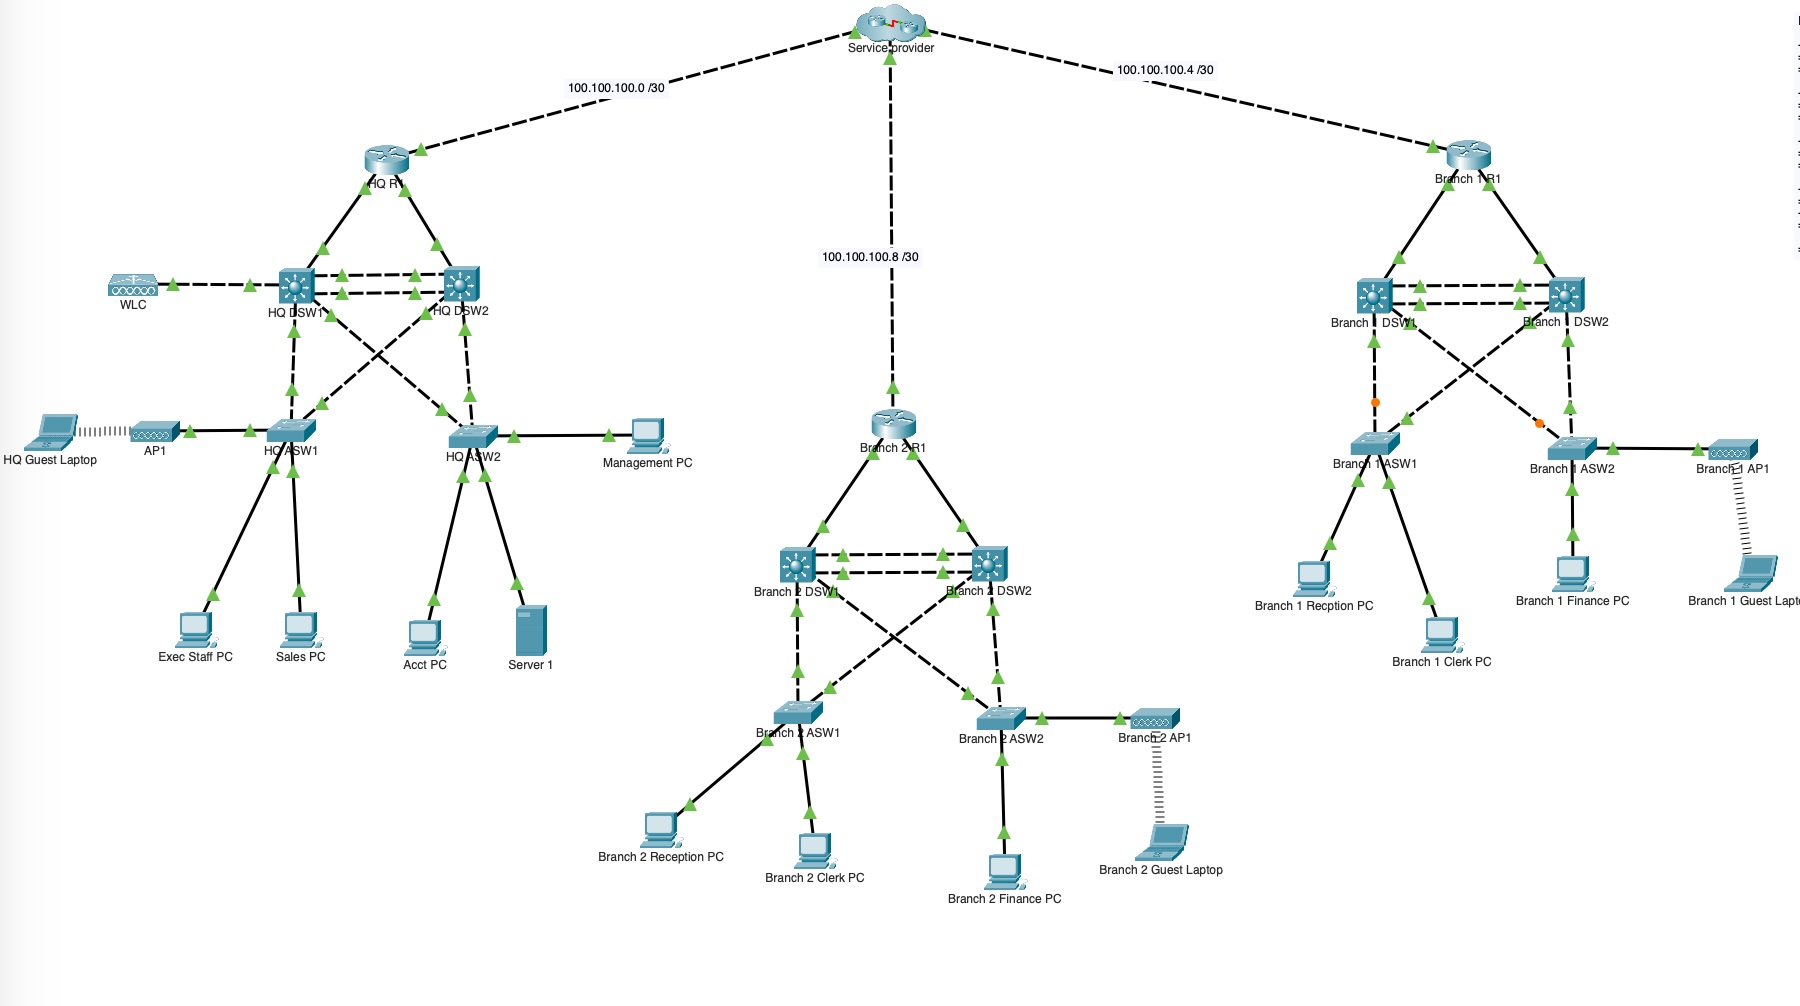 Service provider
100.100.100.0 /30
100.100.100.4 /30
HQ R1
Branch 1 R1
100.100.100.8 /30
WLC
HQ DSW1
HQ DSW2
Branch 1 DSW1
Branch 1 DSW2
HQ Guest Laptop
AP1
HQ ASW1
HQ ASW2
Management PC
Branch 2 R1
Branch 1 ASW1
Branch 1 ASW2
Branch 1 AP1
Branch 2 DSW1
Branch 2 DSW2
Branch 1 Recption PC
Branch 1 Finance PC
Branch 1 Guest
Exec Staff PC
Sales PC
Acct PC
Server 1
Branch 1 Clerk PC
Branch 2 ASW1
Branch 2 ASW2
Branch 2 AP1
Branch 2 Reception PC
Branch 2 Clerk PC
Branch 2 Finance PC
Branch 2 Guest Laptop